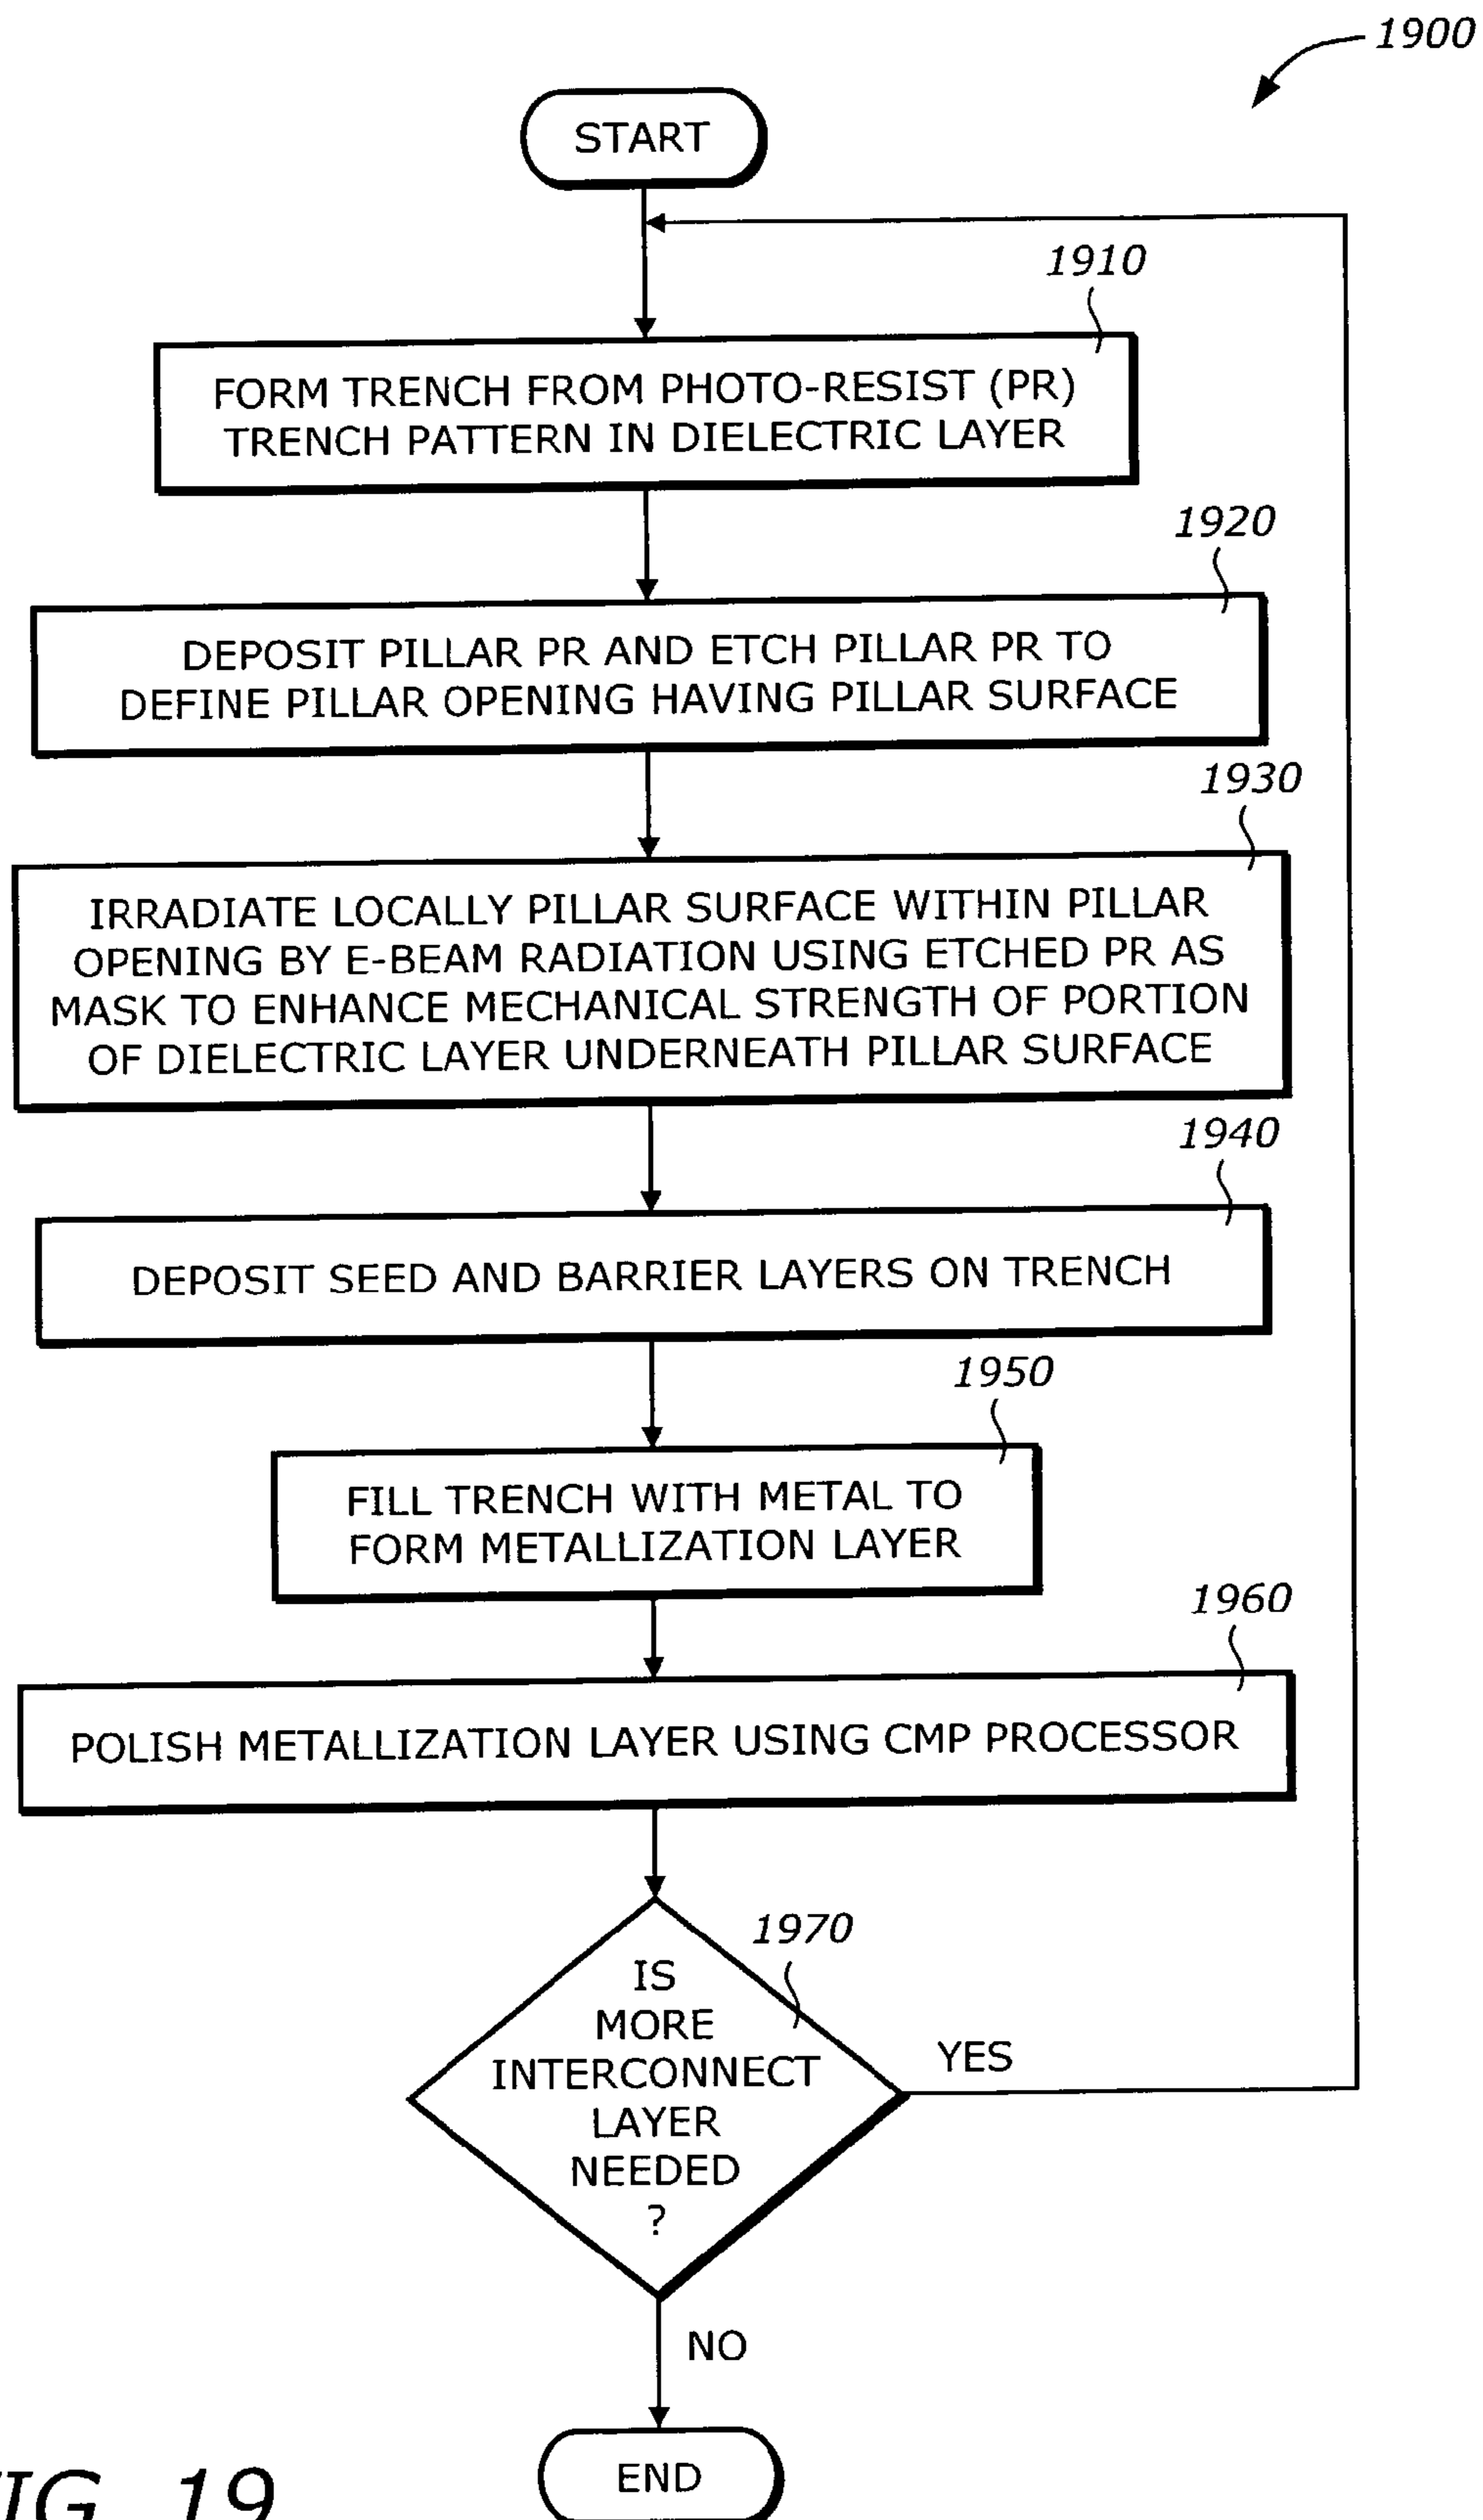 1900
START
1910
FORM TRENCH FROM PHOTO-RESIST (PR)
TRENCH PATTERN IN DIELECTRIC LAYER
1920
DEPOSIT PILLAR PR AND ETCH PILLAR PR TO
DEFINE PILLAR OPENING HAVING PILLAR SURFACE
1930
IRRADIATE LOCALLY PILLAR SURFACE WITHIN PILLAR
OPENING BY E-BEAM RADIATION USING ETCHED PR AS
MASK TO ENHANCE MECHANICAL STRENGTH OF PORTION
OF DIELECTRIC LAYER UNDERNEATH PILLAR SURFACE
1940
DEPOSIT SEED AND BARRIER LAYERS ON TRENCH
1950
FILL TRENCH WITH METAL TO
FORM METALLIZATION LAYER
1960
POLISH METALLIZATION LAYER USING CMP PROCESSOR
1970
IS
MORE
INTERCONNECT
LAYER
NEEDED
?
YES
NO
END
IG. 19